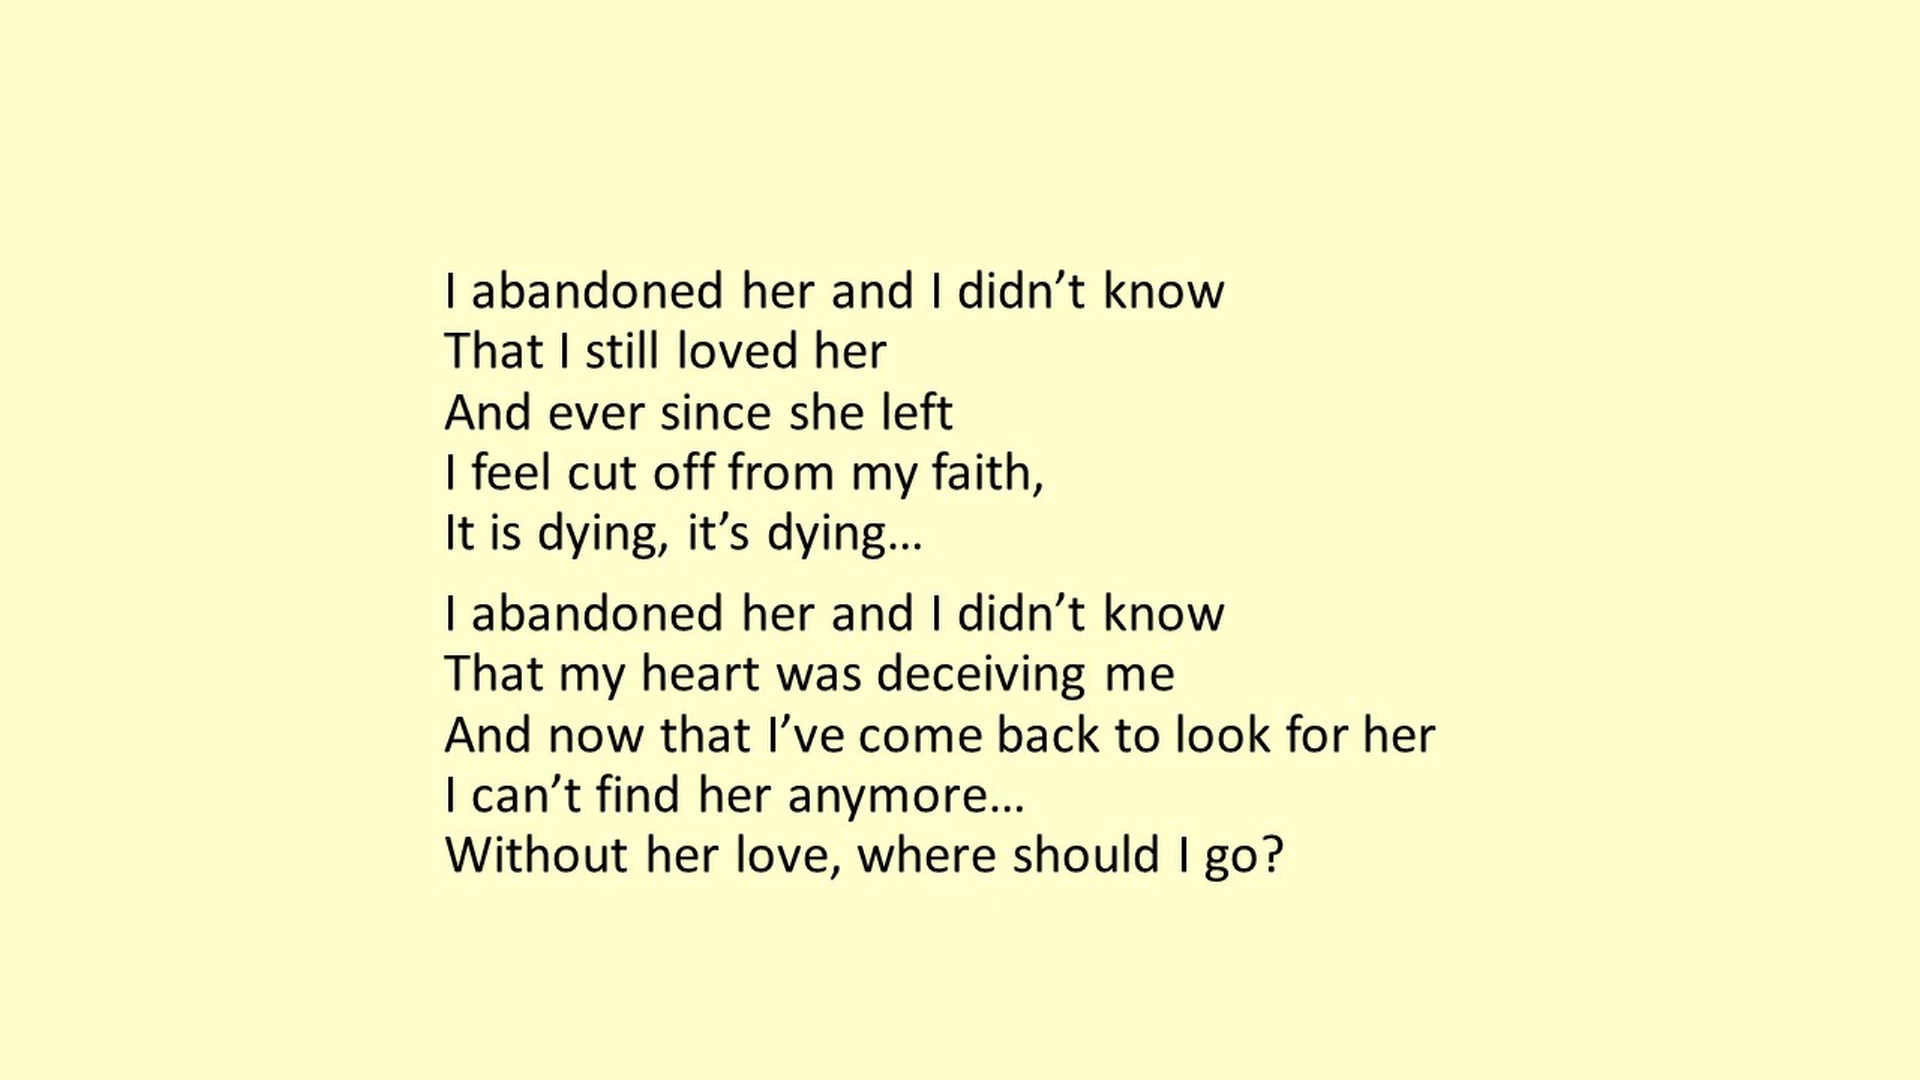 I abandoned her and I didn’t know
That I still loved her
And ever since she left
I feel cut off from my faith,
It is dying, it’s dying…
I abandoned her and I didn’t know
That my heart was deceiving me
And now that I’ve come back to look for her
I can’t find her anymore…
Without her love, where should I go?